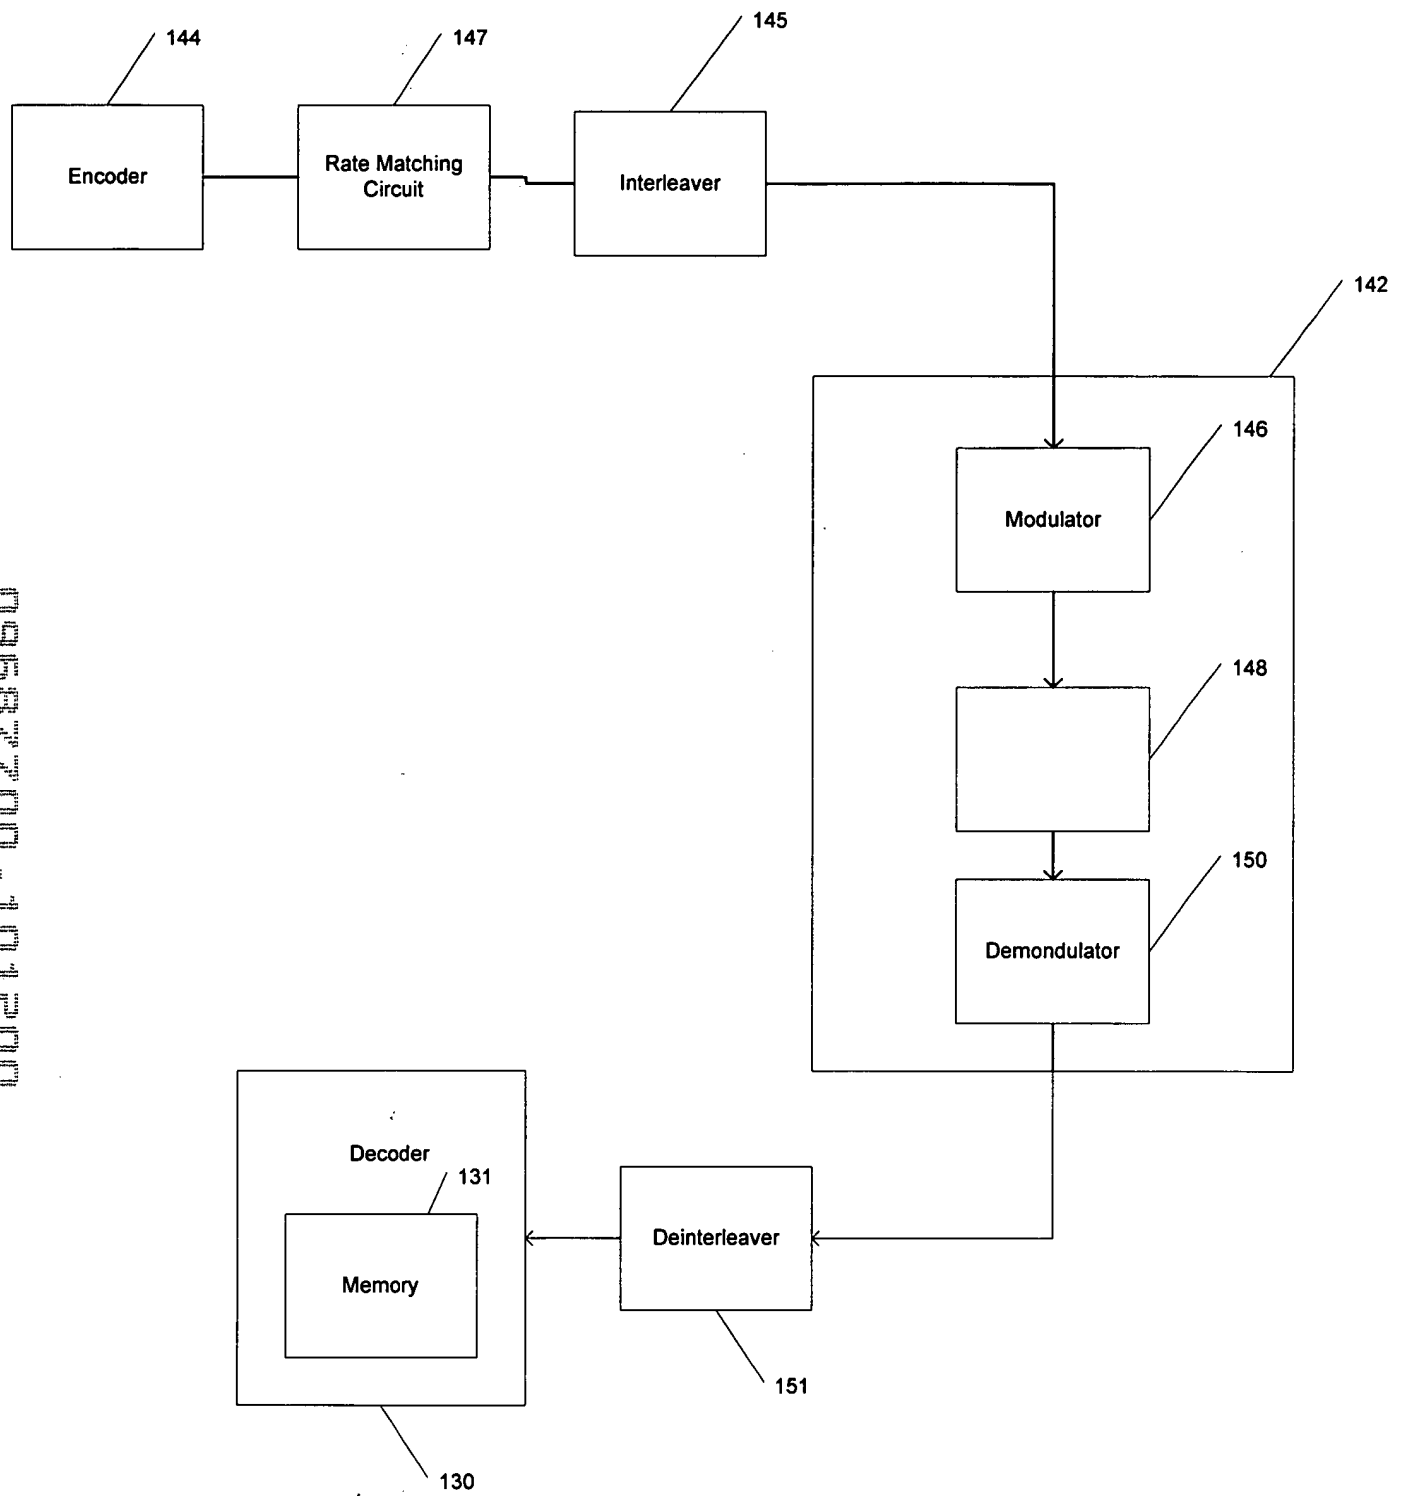 144
147
145
Encoder
Rate Matching
Circuit
Interleaver
142
146
Modulator
148
150
Demondulator
Decoder
131
Memory
Deinterleaver
151
130